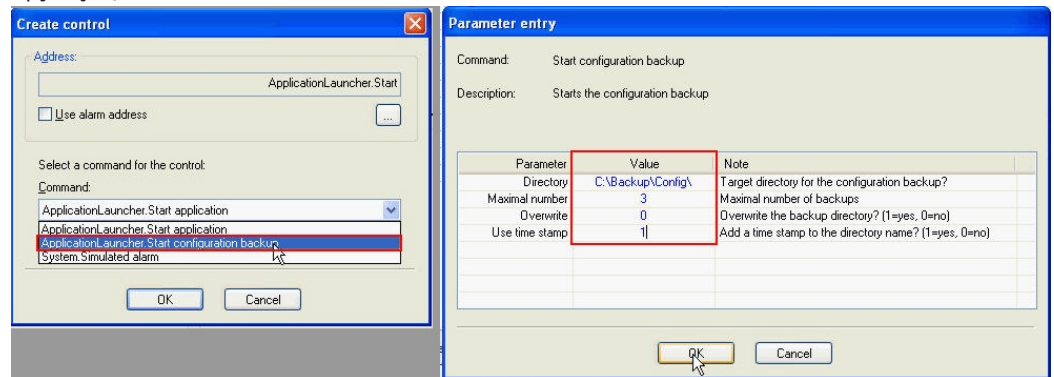 Create control
Address:
ApplicationLauncher.Start
Use alarm address
...
Select a command for the control:
Command:
ApplicationLauncher.Start application
ApplicationLauncher.Start application
ApplicationLauncher.Start configuration backup
System.Simulated alarm
OK Cancel
Parameter entry
Command: Start configuration backup
Description: Starts the configuration backup
Parameter Value Note
Directory C:\Backup\Config\ Target directory for the configuration backup?
Maximal number 3 Maximal number of backups
Overwrite 0 Overwrite the backup directory? (1=yes, 0=no)
Use time stamp 1 Add a time stamp to the directory name? (1=yes, 0=no)
OK Cancel